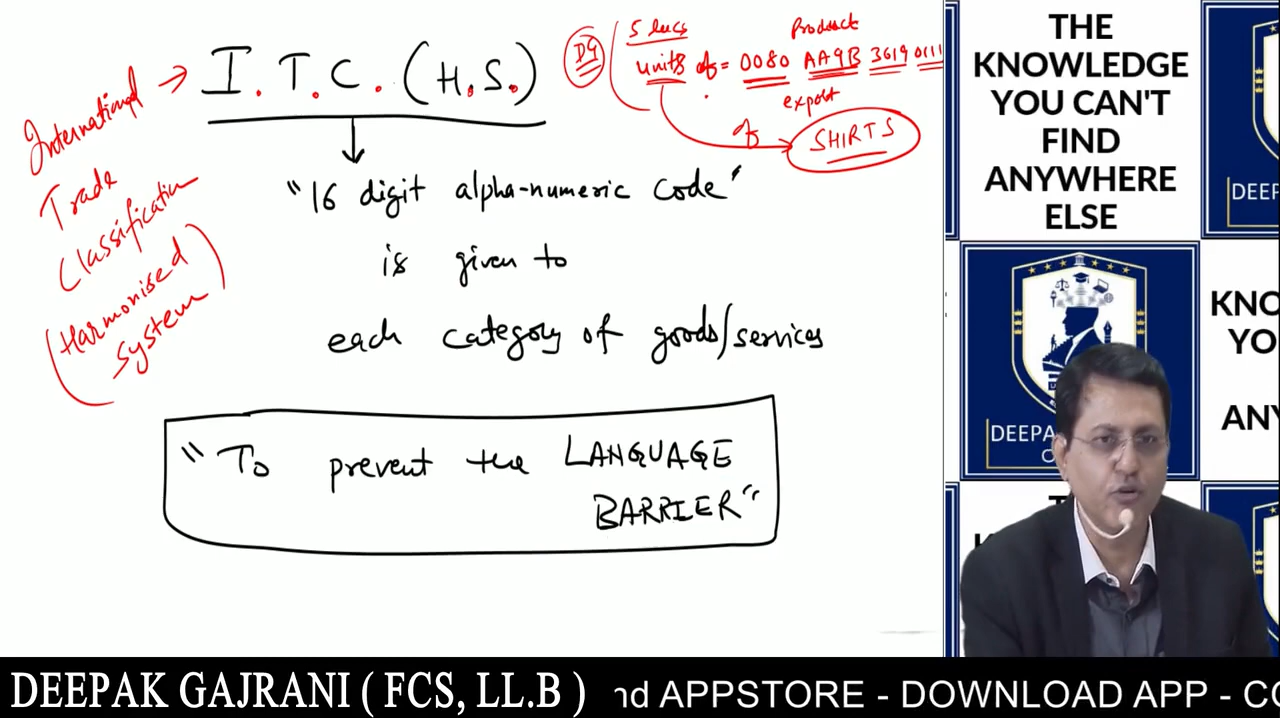 I.T.C. (H.S.)
International
Trade
Classification
(Harmonised
System)
"16 digit alpha-numeric code"
is given to
each category of goods/services
"To prevent the LANGUAGE
BARRIER"
5 lacs
Product
units of = 0080 AA9B 3619 0111
export
of SHIRTS
THE
KNOWLEDGE
YOU CAN'T
FIND
ANYWHERE
ELSE
DEEP
DEEPA
KNO
YO
ANY
DEEPAK GAJRANI ( FCS, LL.B )
nd APPSTORE - DOWNLOAD APP - CO